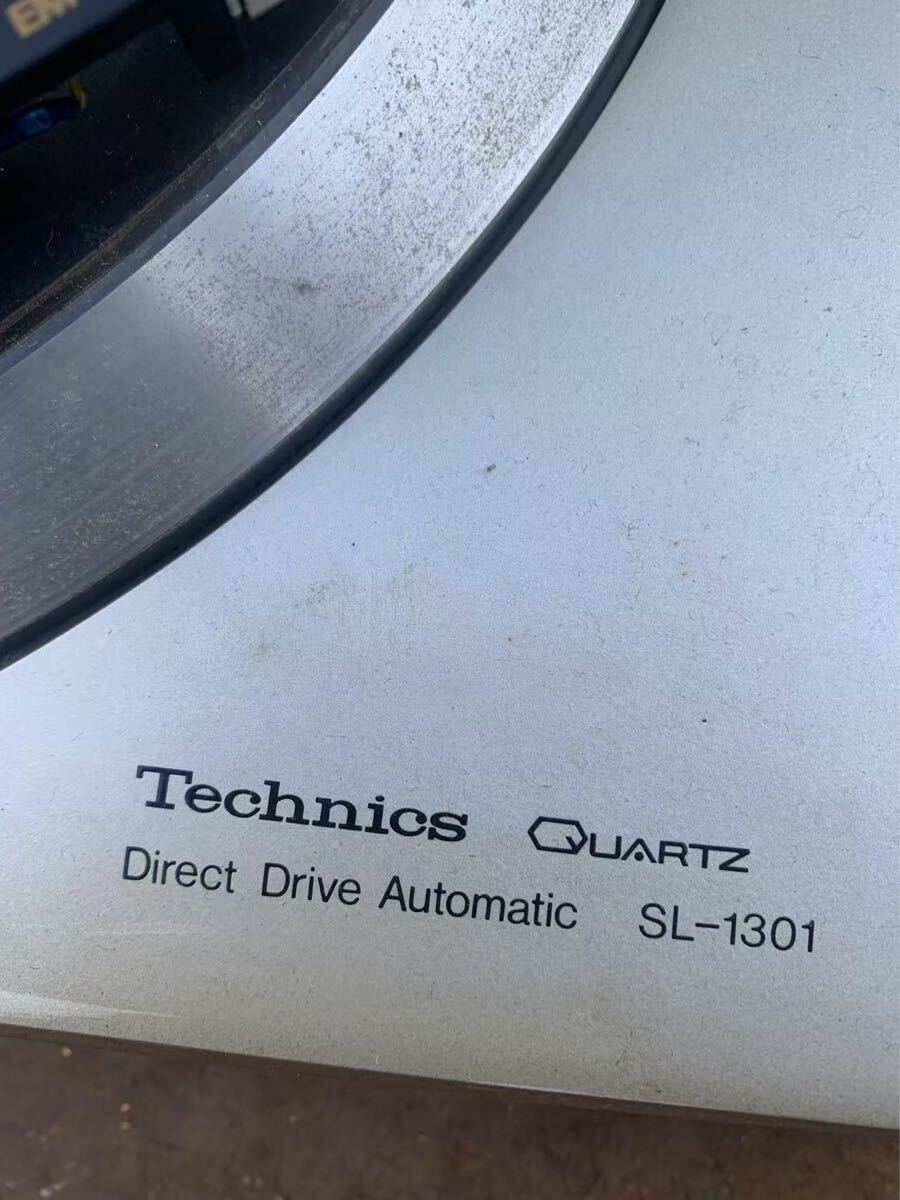 Technics QUARTZ
Direct Drive Automatic SL-1301